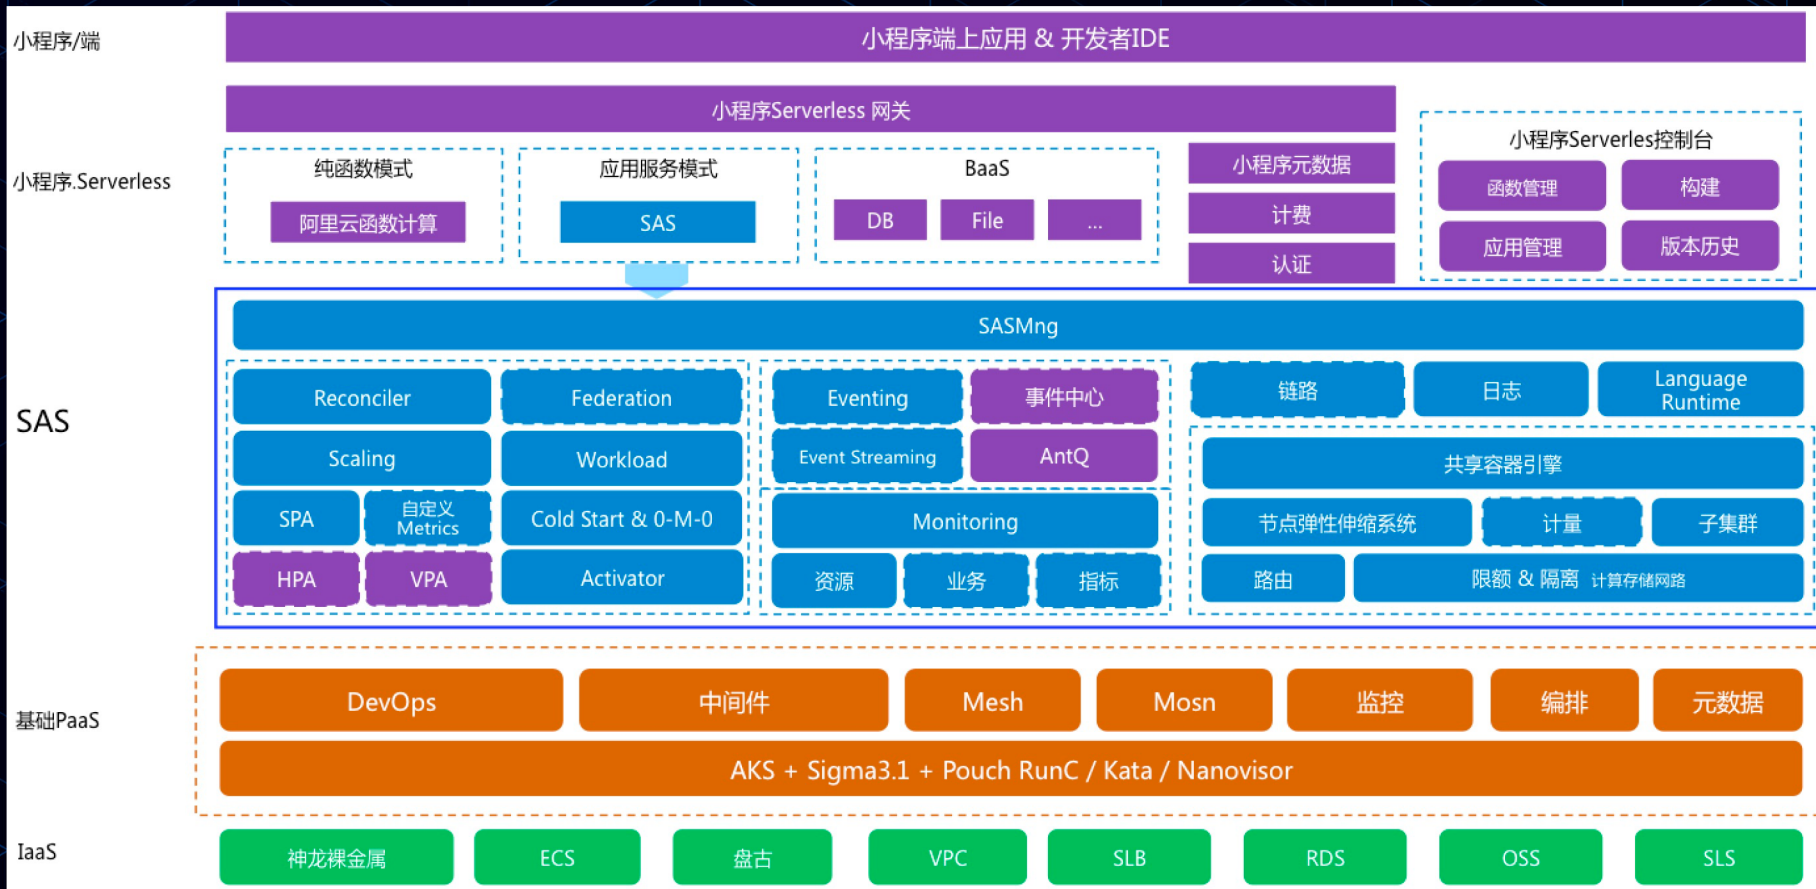 小程序/端
小程序端上应用 & 开发者IDE
小程序.Serverless
小程序Serverless 网关
纯函数模式
阿里云函数计算
应用服务模式
SAS
BaaS
DB
File
...
小程序元数据
计费
认证
小程序Serverles控制台
函数管理
构建
应用管理
版本历史
SAS
SASMng
Reconciler
Federation
Scaling
Workload
SPA
自定义
Metrics
Cold Start & 0-M-0
HPA
VPA
Activator
Eventing
事件中心
Event Streaming
AntQ
Monitoring
资源
业务
指标
链路
日志
Language
Runtime
共享容器引擎
节点弹性伸缩系统
计量
子集群
路由
限额 & 隔离 计算存储网路
基础PaaS
DevOps
中间件
Mesh
Mosn
监控
编排
元数据
AKS + Sigma3.1 + Pouch RunC / Kata / Nanovisor
IaaS
神龙裸金属
ECS
盘古
VPC
SLB
RDS
OSS
SLS